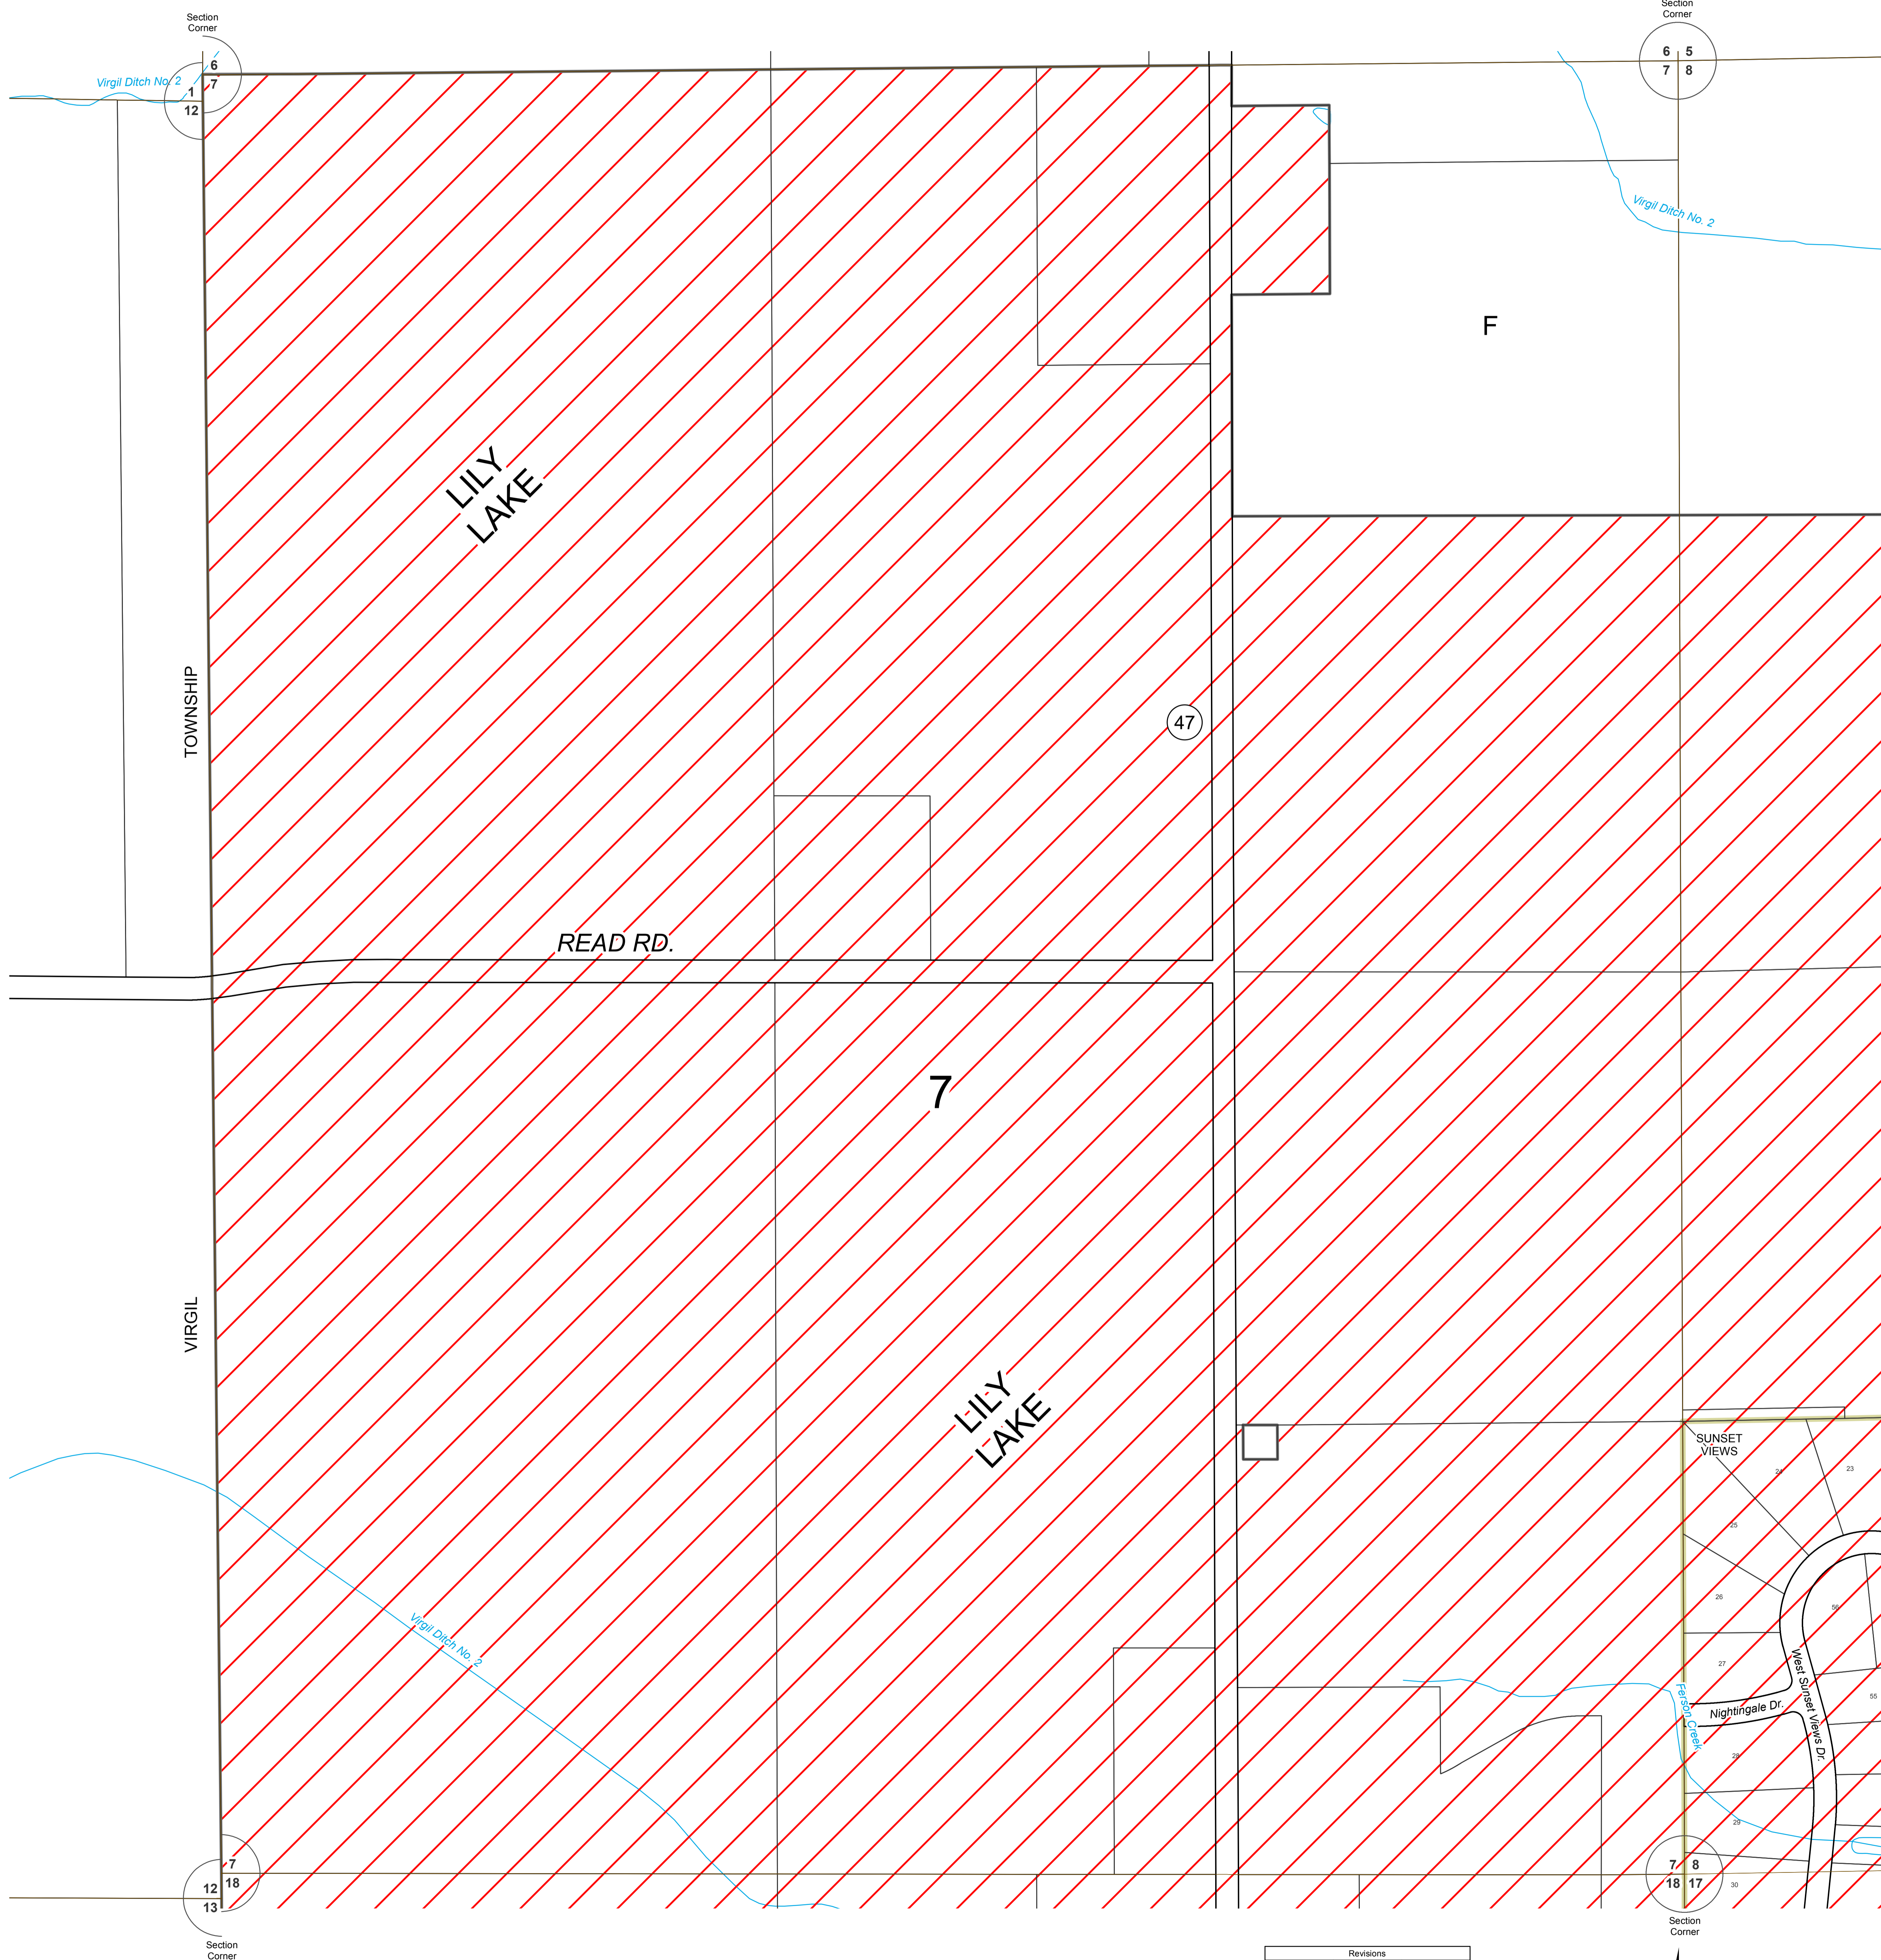 Section
Corner
Section
Corner
6
7
1
12
Virgil Ditch No. 2
6 5
7 8
Virgil Ditch No. 2
F
LILY
LAKE
TOWNSHIP
47
READ RD.
7
VIRGIL
LILY
LAKE
SUNSET
VIEWS
24
23
25
26
56
27
Virgil Ditch No. 2
West Sunset Views Dr.
Nightingale Dr.
Ferson Creek
55
28
29
7
18
12
13
7 8
18 17
30
Section
Corner
Section
Corner
Revisions